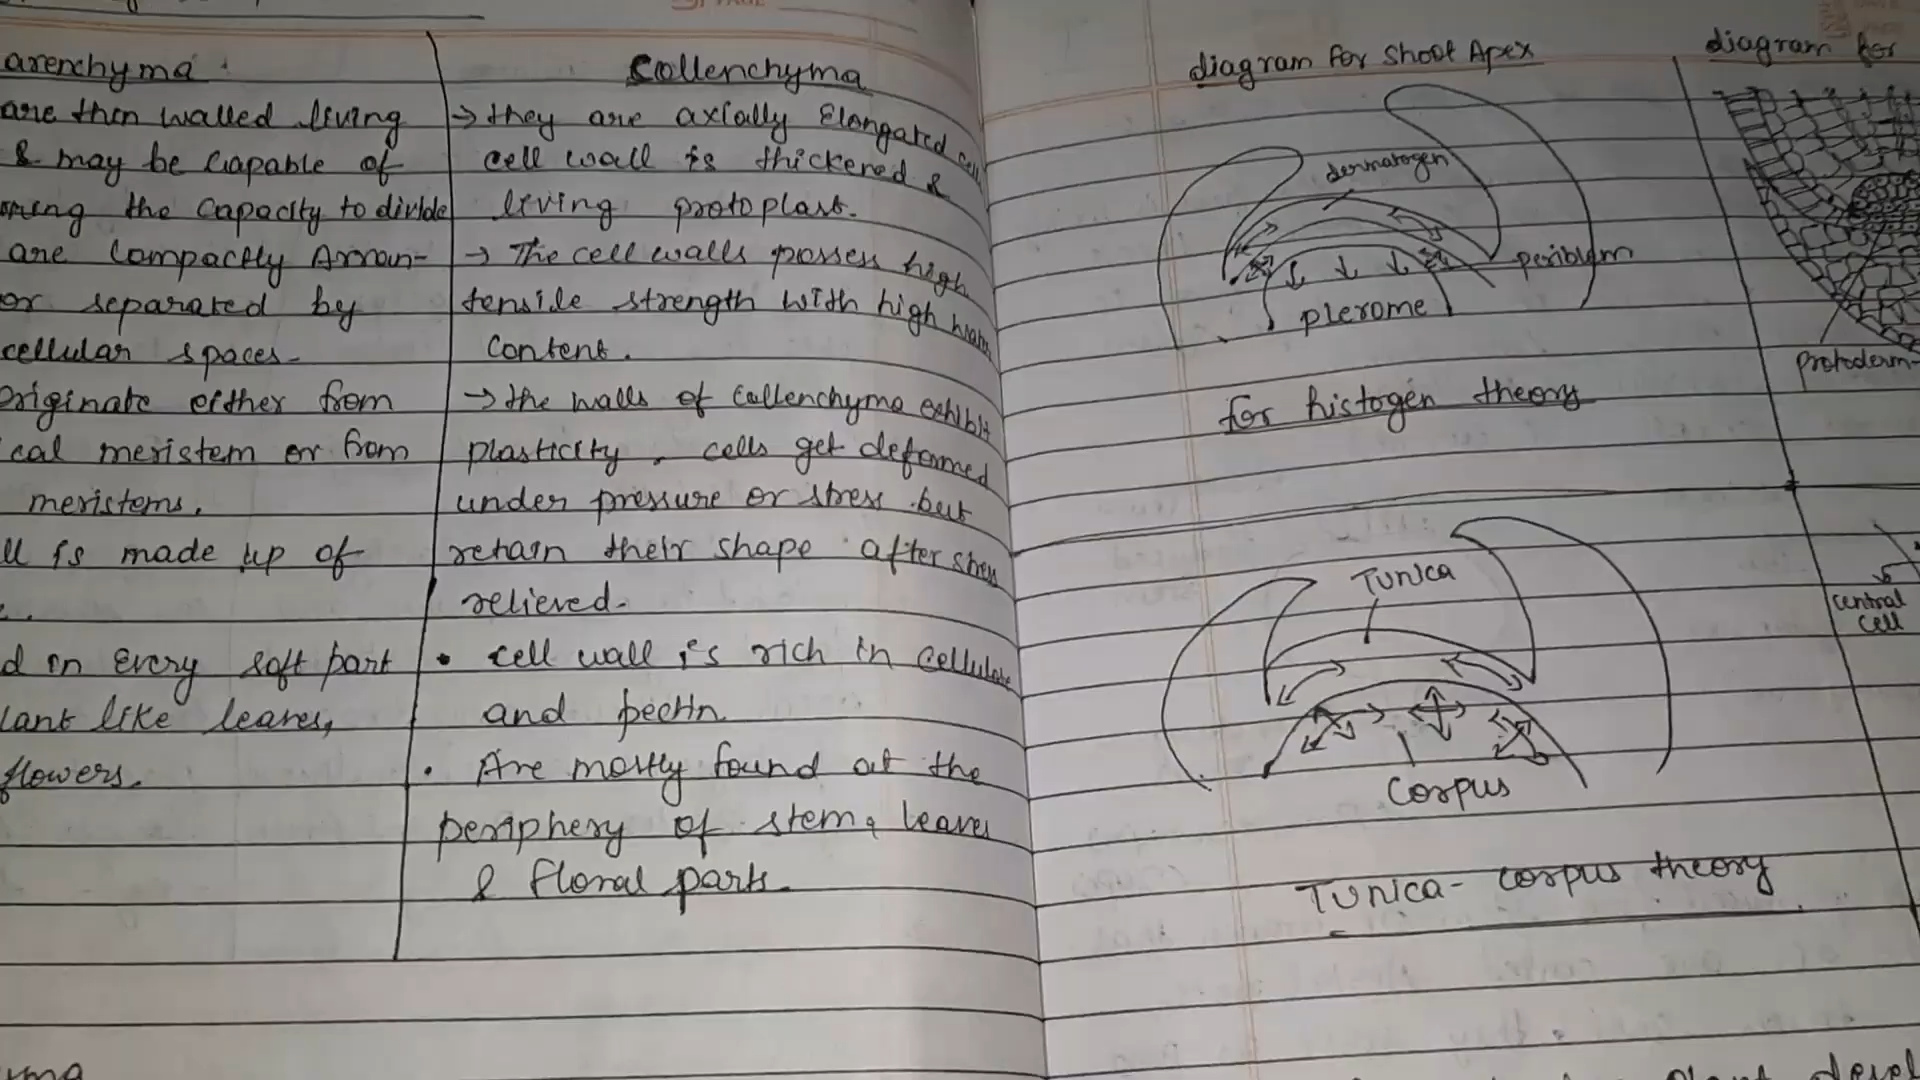 arenchyma
are thin walled living
& may be capable of
the capacity to divide
are compactly Arran-
or separated by
cellular spaces-
originate either from
cal meristem or from
meristems.
ll is made up of
d in every soft part
lant like leaves,
flowers.
Collenchyma
→ they are axially Elongated cell
cell wall is thickened &
living protoplast.
→ The cell walls posses high
tensile strength with high water
Content.
→ the walls of Collenchyma exhibit
plasticity, cells get deformed
under pressure or stress but
retain their shape after stress
relieved-
• cell wall is rich in cellulose
and pectin
• Are mostly found at the
periphery of stem, leaves
& floral parts.
diagram for Shoot Apex
dermatogen
periblem
plerome
for histogen theory
Tunica
Corpus
Tunica- corpus theory
diagram for
protoderm
central
cell